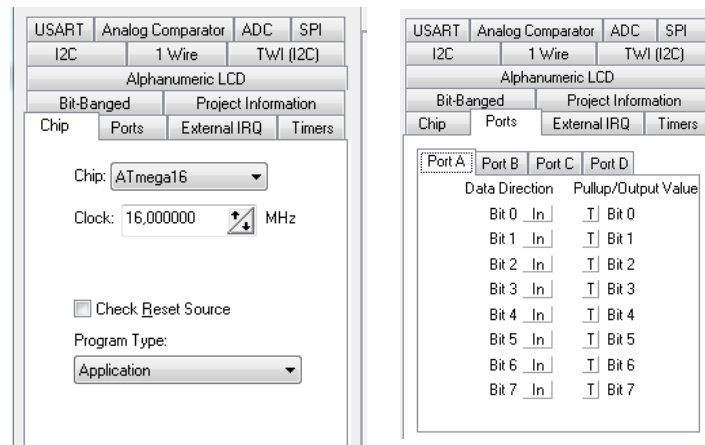 USART Analog Comparator ADC SPI
I2C 1 Wire TWI (I2C)
Alphanumeric LCD
Bit-Banged Project Information
Chip Ports External IRQ Timers
Chip: ATmega16
Clock: 16,000000 MHz
Check Reset Source
Program Type:
Application
USART Analog Comparator ADC SPI
I2C 1 Wire TWI (I2C)
Alphanumeric LCD
Bit-Banged Project Information
Chip Ports External IRQ Timers
Port A Port B Port C Port D
Data Direction Pullup/Output Value
Bit 0 In T Bit 0
Bit 1 In T Bit 1
Bit 2 In T Bit 2
Bit 3 In T Bit 3
Bit 4 In T Bit 4
Bit 5 In T Bit 5
Bit 6 In T Bit 6
Bit 7 In T Bit 7